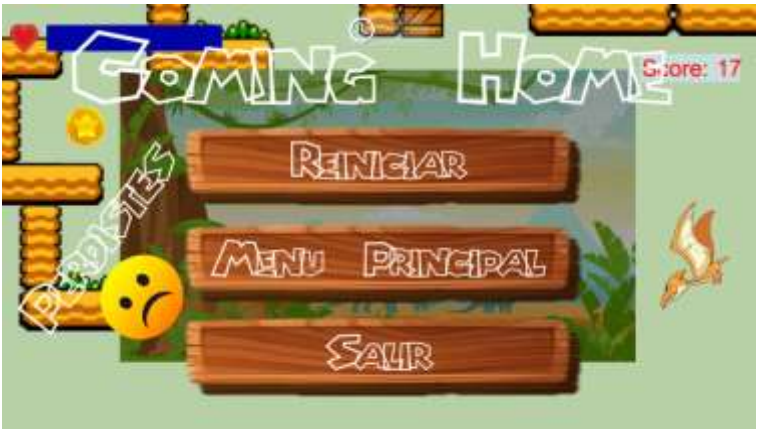 Coming Home
Score: 17
Reiniciar
Perdistes
Menu Principal
Salir